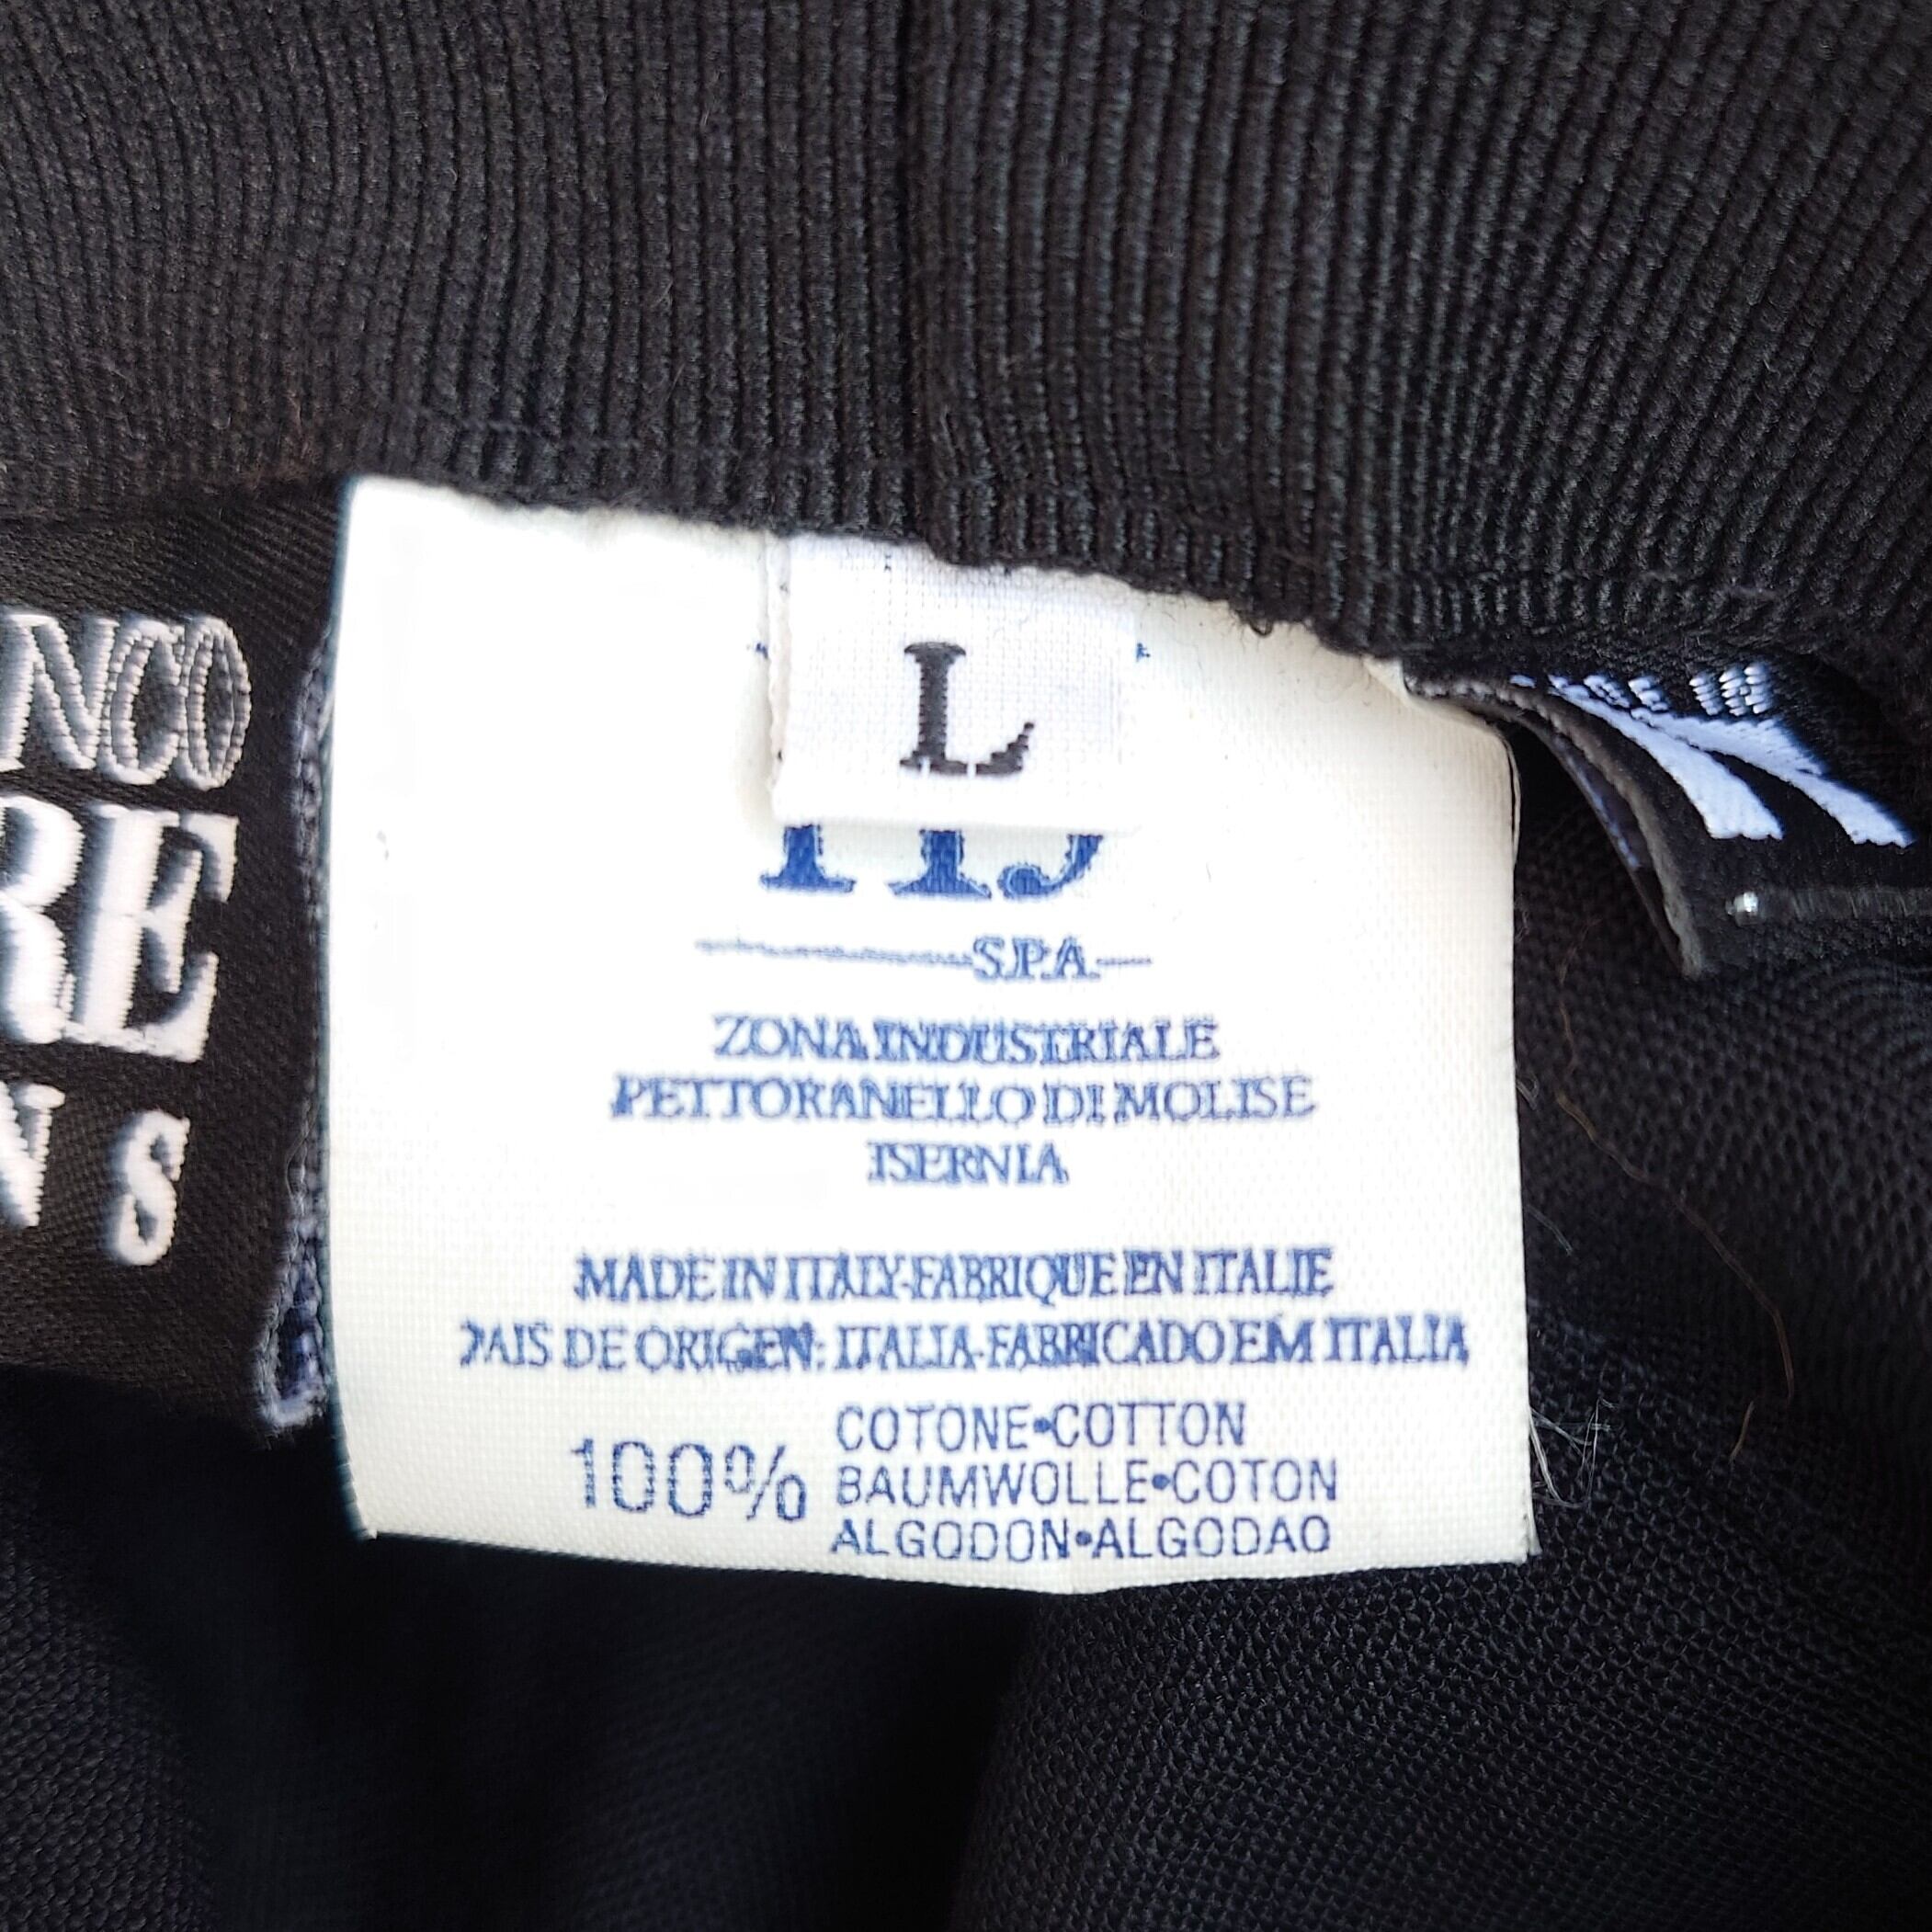 NCO
RE
N S
L
S.P.A.
ZONA INDUSTRIALE
PETTORANELLO DI MOLISE
ISERNIA
MADE IN ITALY-FABRIQUE EN ITALIE
PAIS DE ORIGEN: ITALIA-FABRICADO EM ITALIA
100%
COTONE•COTTON
BAUMWOLLE•COTON
ALGODON•ALGODAO